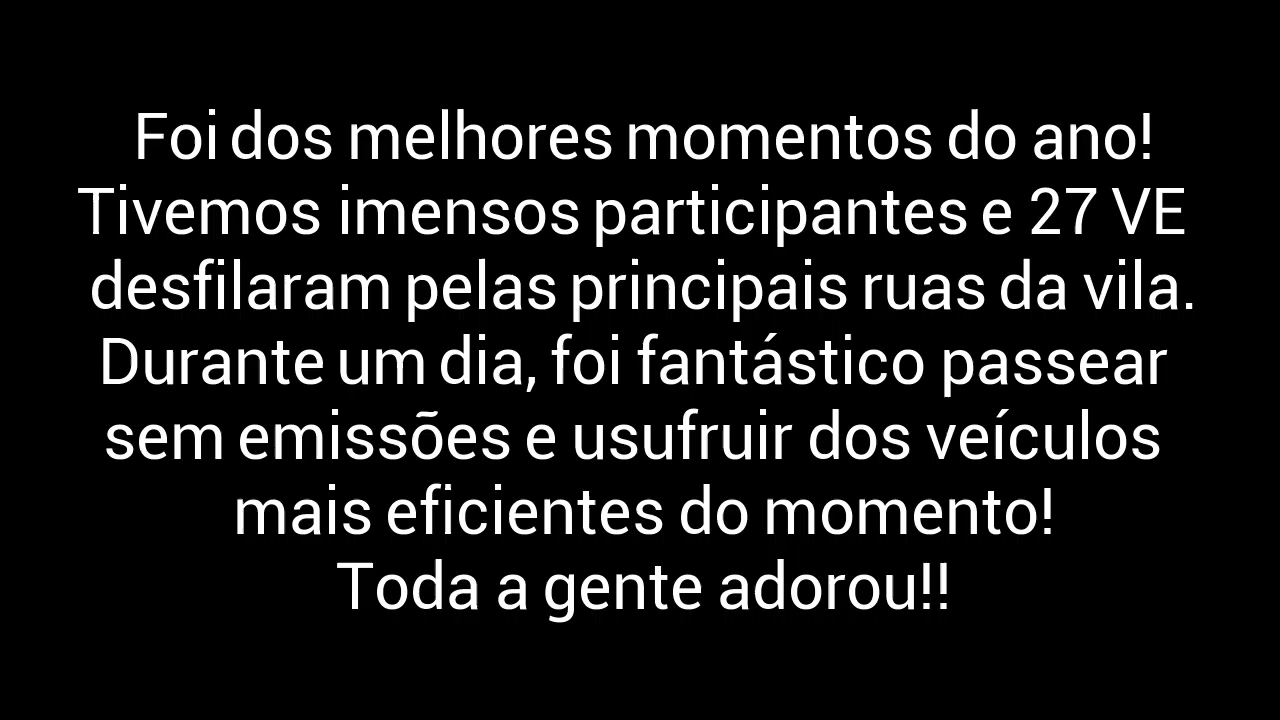 Foi dos melhores momentos do ano!
Tivemos imensos participantes e 27 VE
desfilaram pelas principais ruas da vila.
Durante um dia, foi fantástico passear
sem emissões e usufruir dos veículos
mais eficientes do momento!
Toda a gente adorou!!